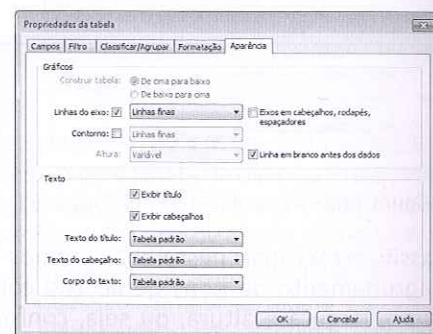 Propriedades da tabela
Campos Filtro Classificar/Agrupar Formatação Aparência
Gráficos
Construir tabela: De cima para baixo
De baixo para cima
Linhas do eixo: Linhas finas Eixos em cabeçalhos, rodapés, espaçadores
Contorno: Linhas finas
Altura: Variável Linha em branco antes dos dados
Texto
Exibir título
Exibir cabeçalhos
Texto do título: Tabela padrão
Texto do cabeçalho: Tabela padrão
Corpo do texto: Tabela padrão
OK Cancelar Ajuda